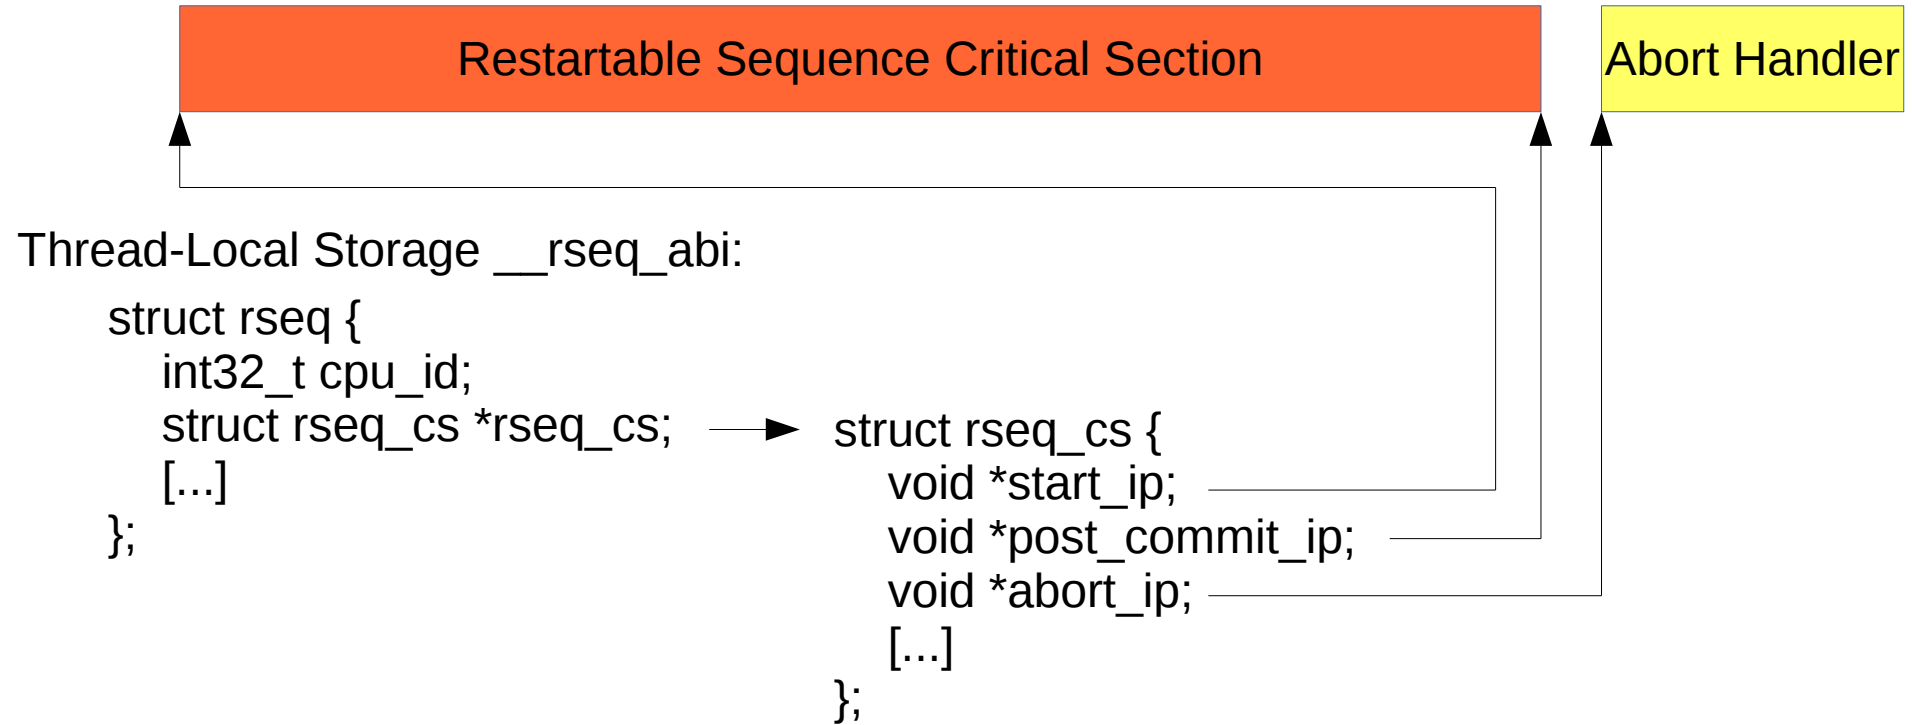 Restartable Sequence Critical Section
Abort Handler
Thread-Local Storage __rseq_abi:
struct rseq {
int32_t cpu_id;
struct rseq_cs *rseq_cs;
[...]
};
struct rseq_cs {
void *start_ip;
void *post_commit_ip;
void *abort_ip;
[...]
};